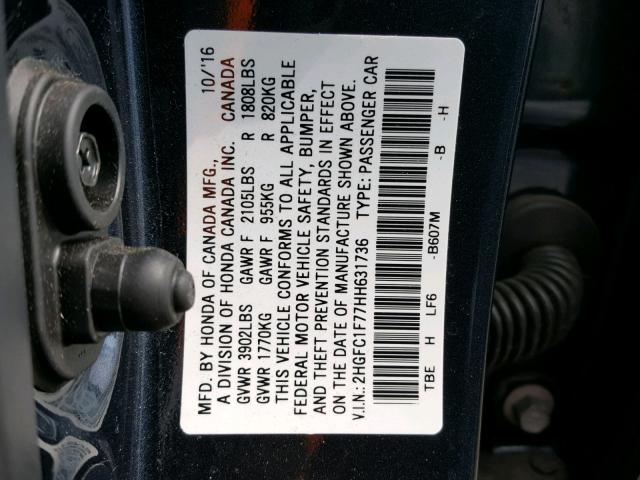 MFD. BY HONDA OF CANADA MFG., 10/'16
A DIVISION OF HONDA CANADA INC. CANADA
GVWR 3902LBS GAWR F 2105LBS R 1808LBS
GVWR 1770KG GAWR F 955KG R 820KG
THIS VEHICLE CONFORMS TO ALL APPLICABLE
FEDERAL MOTOR VEHICLE SAFETY, BUMPER,
AND THEFT PREVENTION STANDARDS IN EFFECT
ON THE DATE OF MANUFACTURE SHOWN ABOVE.
V.I.N.: 2HGFC1F77HH631736 TYPE: PASSENGER CAR
TBE H LF6 -B607M -B -H